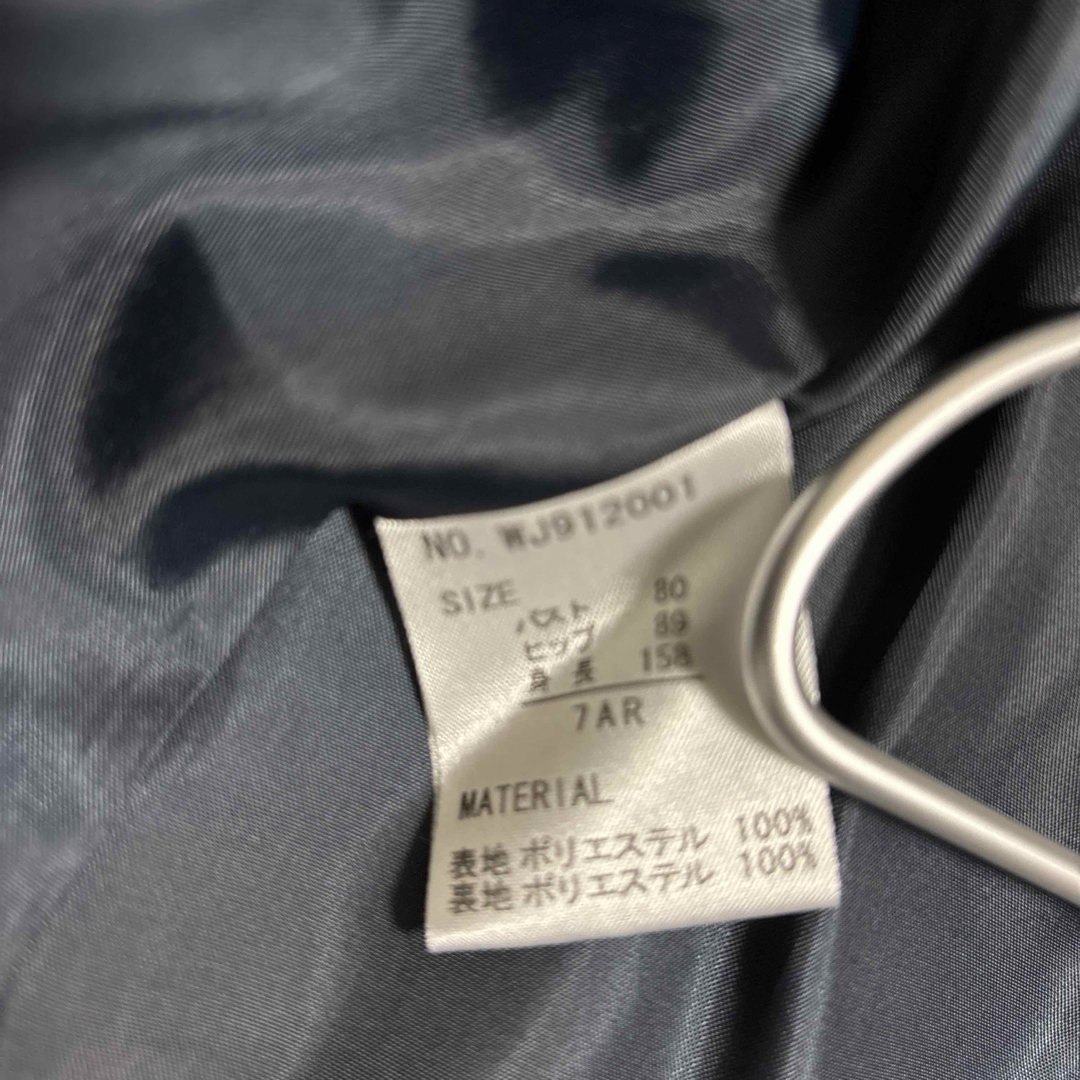 NO. WJ912001
SIZE
バスト 80
ヒップ 89
身長 158
7AR
MATERIAL
表地 ポリエステル 100%
表地 ポリエステル 100%